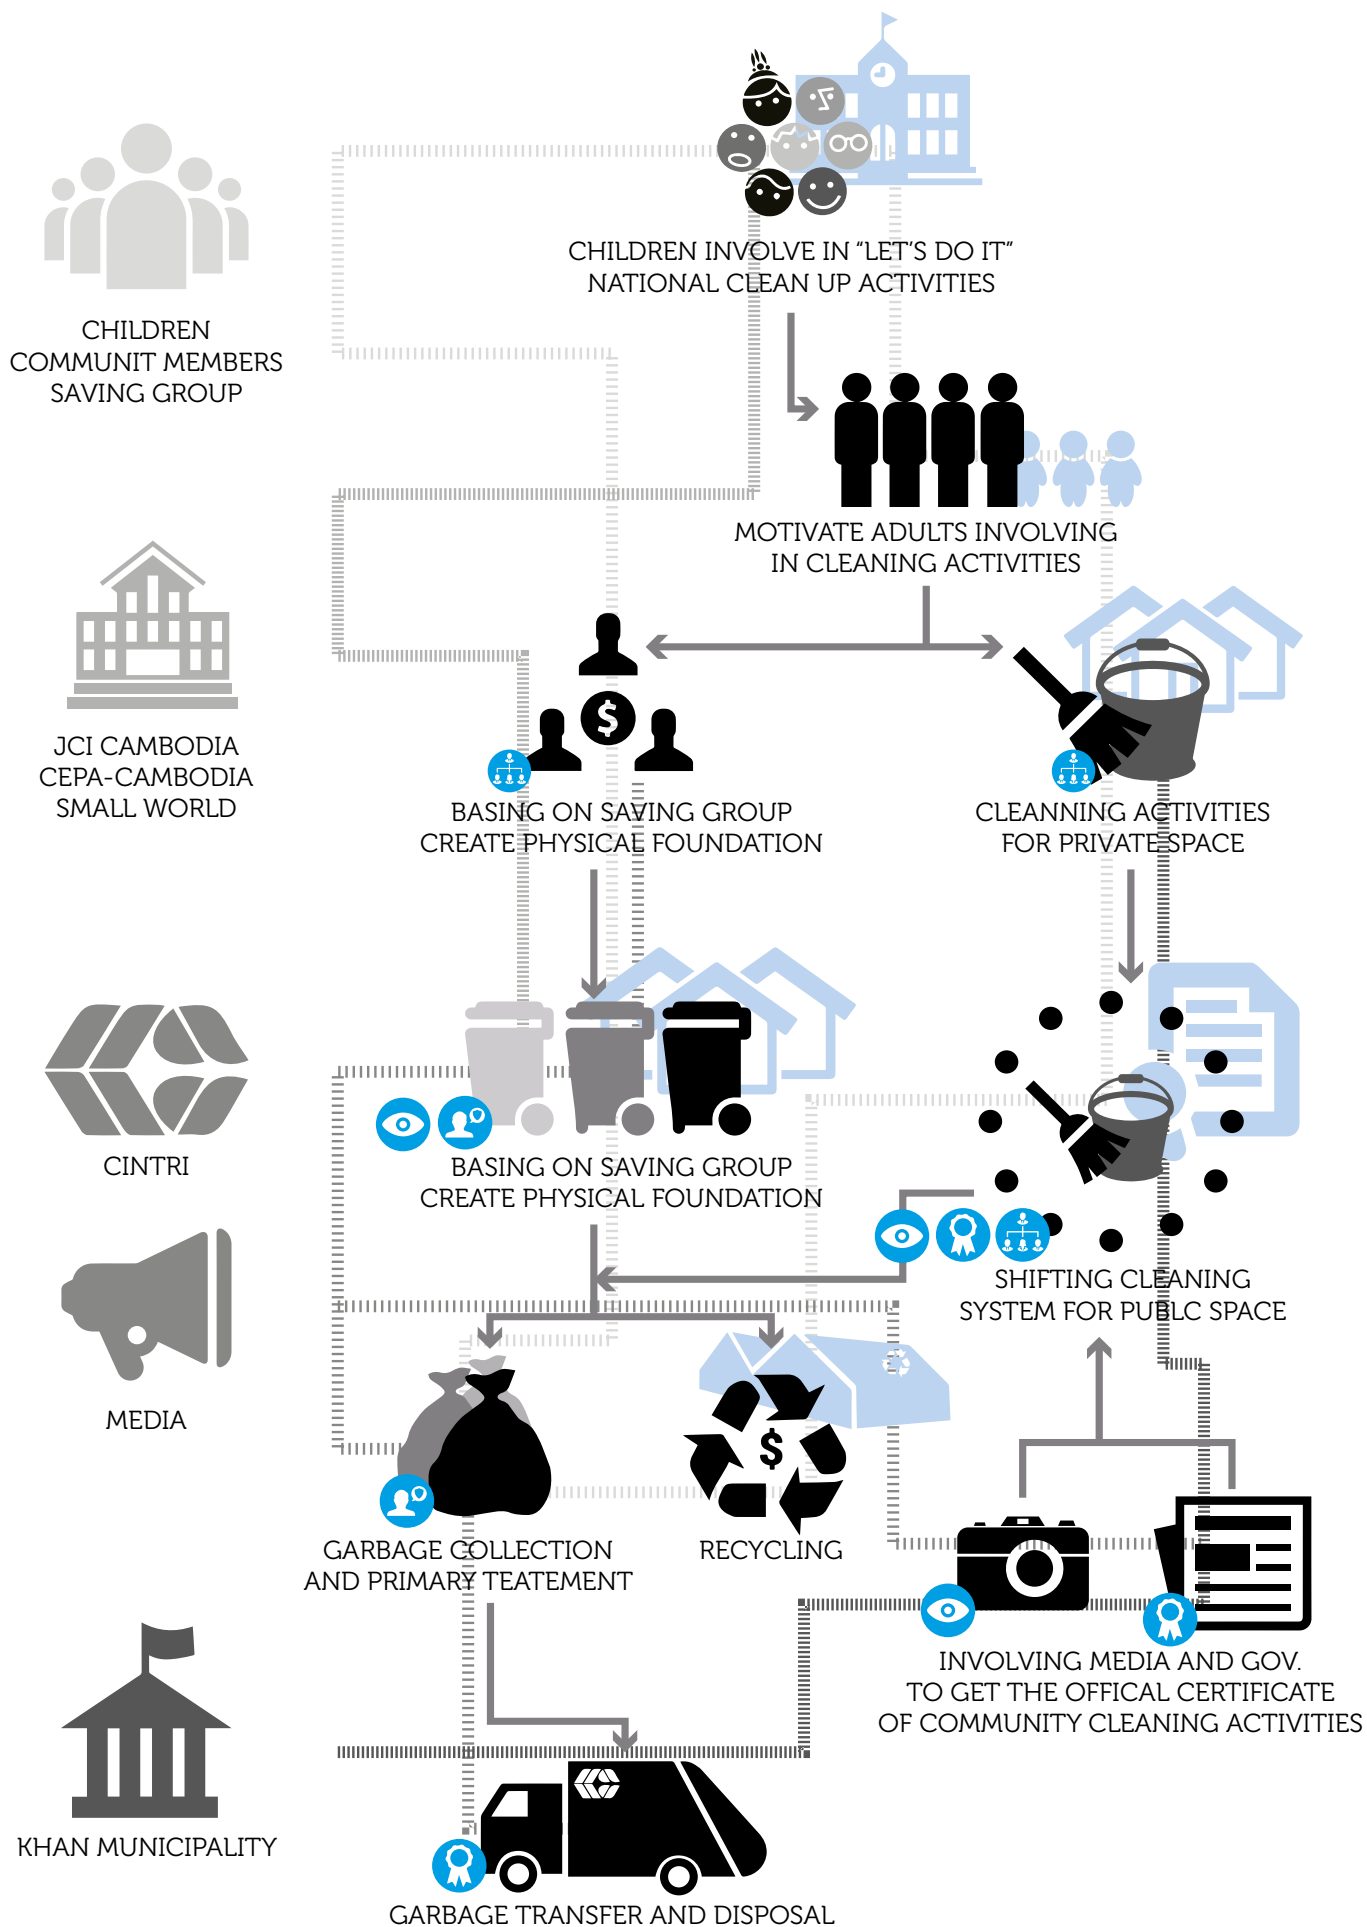 CHILDREN INVOLVE IN “LET’S DO IT”
NATIONAL CLEAN UP ACTIVITIES
CHILDREN
COMMUNIT MEMBERS
SAVING GROUP
MOTIVATE ADULTS INVOLVING
IN CLEANING ACTIVITIES
JCI CAMBODIA
CEPA-CAMBODIA
SMALL WORLD
$
BASING ON SAVING GROUP
CREATE PHYSICAL FOUNDATION
CLEANNING ACTIVITIES
FOR PRIVATE SPACE
CINTRI
BASING ON SAVING GROUP
CREATE PHYSICAL FOUNDATION
SHIFTING CLEANING
SYSTEM FOR PUBLC SPACE
MEDIA
$
GARBAGE COLLECTION
AND PRIMARY TEATEMENT
RECYCLING
INVOLVING MEDIA AND GOV.
TO GET THE OFFICAL CERTIFICATE
OF COMMUNITY CLEANING ACTIVITIES
KHAN MUNICIPALITY
GARBAGE TRANSFER AND DISPOSAL